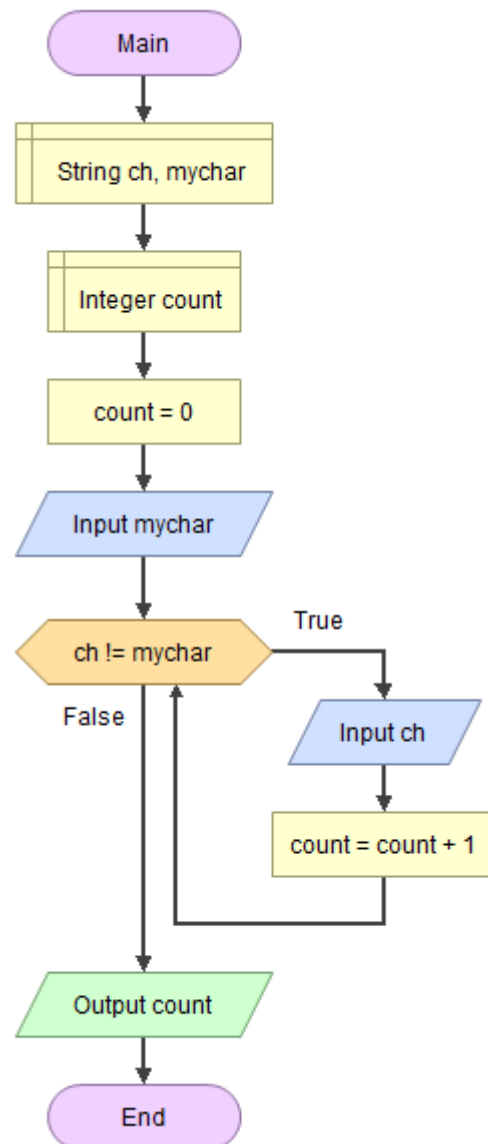 Main
String ch, mychar
Integer count
count = 0
Input mychar
ch != mychar
True
False
Input ch
count = count + 1
Output count
End